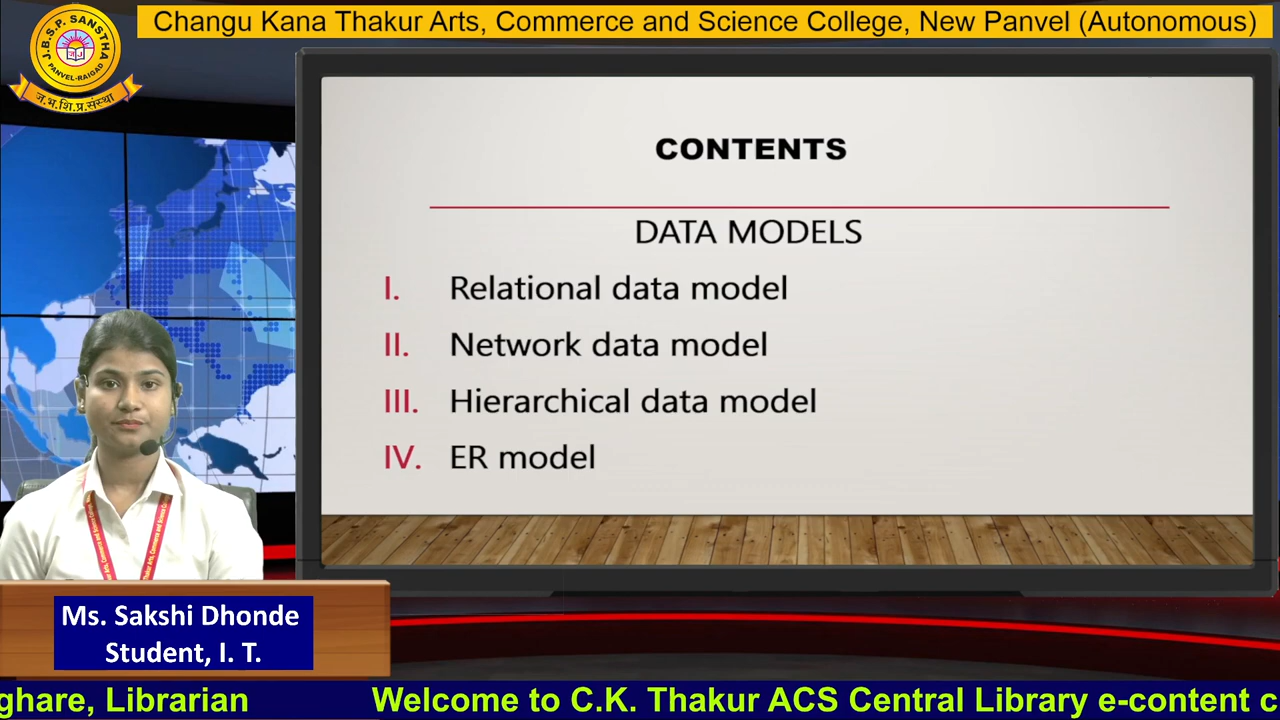 Changu Kana Thakur Arts, Commerce and Science College, New Panvel (Autonomous)
J.B.S.P. SANSTHA
PANVEL-RAIGAD
ज.भ.शि.प्र.संस्था
CONTENTS
DATA MODELS
I. Relational data model
II. Network data model
III. Hierarchical data model
IV. ER model
Ms. Sakshi Dhonde
Student, I. T.
ghare, Librarian Welcome to C.K. Thakur ACS Central Library e-content c